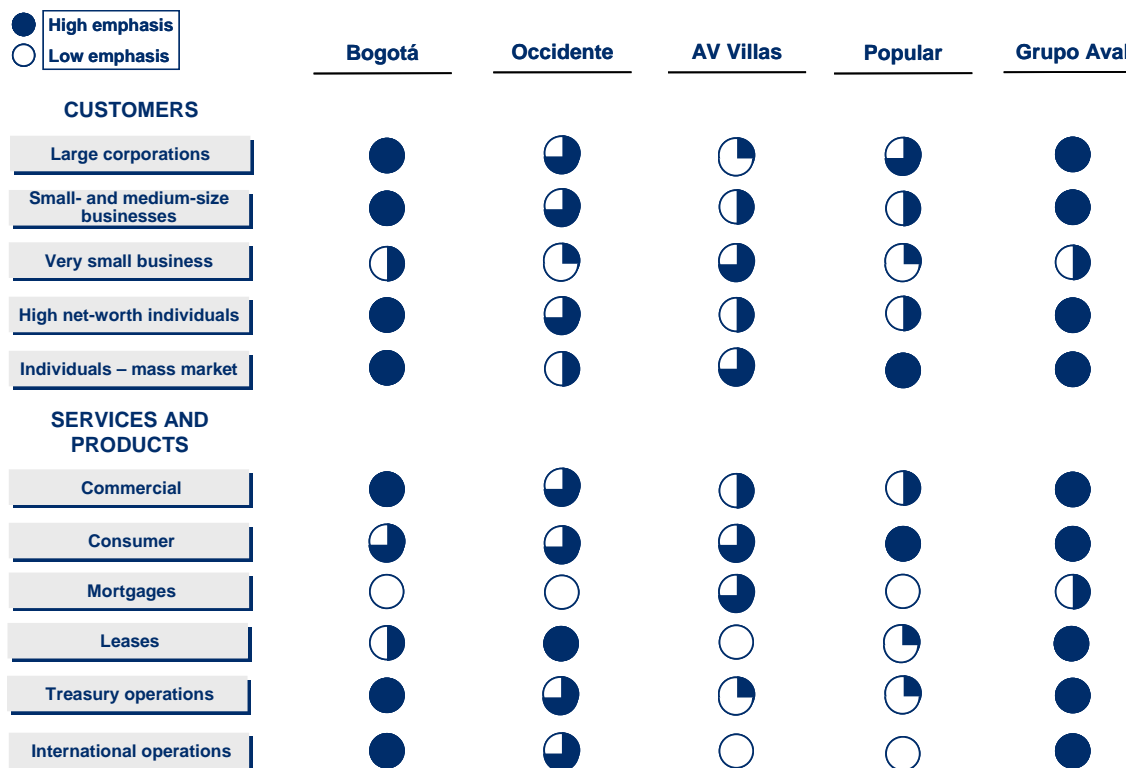 High emphasis
Low emphasis
Bogotá Occidente AV Villas Popular Grupo Aval
CUSTOMERS
Large corporations
Small- and medium-size
businesses
Very small business
High net-worth individuals
Individuals – mass market
SERVICES AND
PRODUCTS
Commercial
Consumer
Mortgages
Leases
Treasury operations
International operations